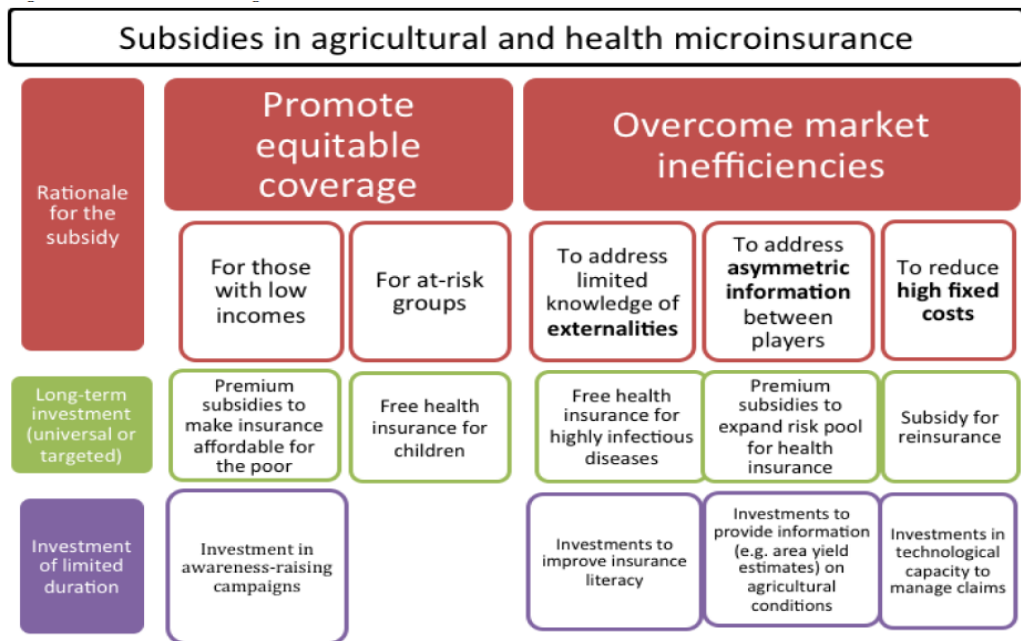 Subsidies in agricultural and health microinsurance
Rationale
for the
subsidy
Promote
equitable
coverage
Overcome market
inefficiencies
For those
with low
incomes
For at-risk
groups
To address
limited
knowledge of
externalities
To address
asymmetric
information
between
players
To reduce
high fixed
costs
Long-term
investment
(universal or
targeted)
Premium
subsidies to
make insurance
affordable for
the poor
Free health
insurance for
children
Free health
insurance for
highly infectious
diseases
Premium
subsidies to
expand risk pool
for health
insurance
Subsidy for
reinsurance
Investment
of limited
duration
Investment in
awareness-raising
campaigns
Investments to
improve insurance
literacy
Investments to
provide information
(e.g. area yield
estimates) on
agricultural
conditions
Investments in
technological
capacity to
manage claims